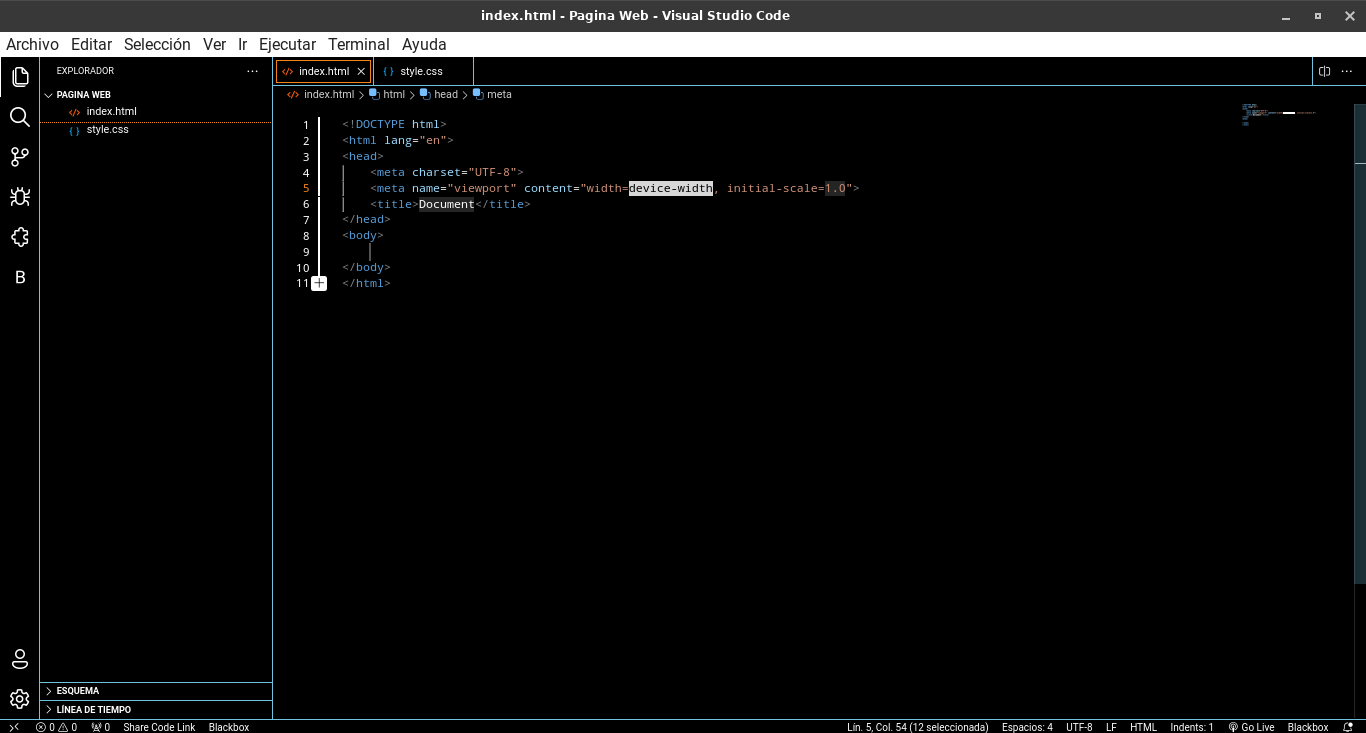 index.html - Pagina Web - Visual Studio Code
Archivo Editar Selección Ver Ir Ejecutar Terminal Ayuda
EXPLORADOR
PAGINA WEB
index.html
style.css
B
ESQUEMA
LÍNEA DE TIEMPO
index.html style.css
index.html html head meta
1 <!DOCTYPE html>
2 <html lang="en">
3 <head>
4 <meta charset="UTF-8">
5 <meta name="viewport" content="width=device-width, initial-scale=1.0">
6 <title>Document</title>
7 </head>
8 <body>
9
10 </body>
11 </html>
0 0 0 Share Code Link Blackbox Lín. 5, Col. 54 (12 seleccionada) Espacios: 4 UTF-8 LF HTML Indents: 1 Go Live Blackbox